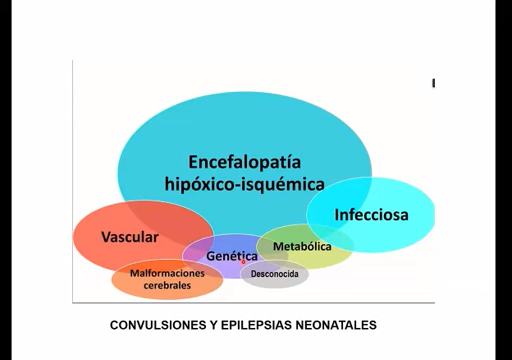 Encefalopatía
hipóxico-isquémica
Infecciosa
Vascular
Genética
Metabólica
Malformaciones
cerebrales
Desconocida
CONVULSIONES Y EPILEPSIAS NEONATALES